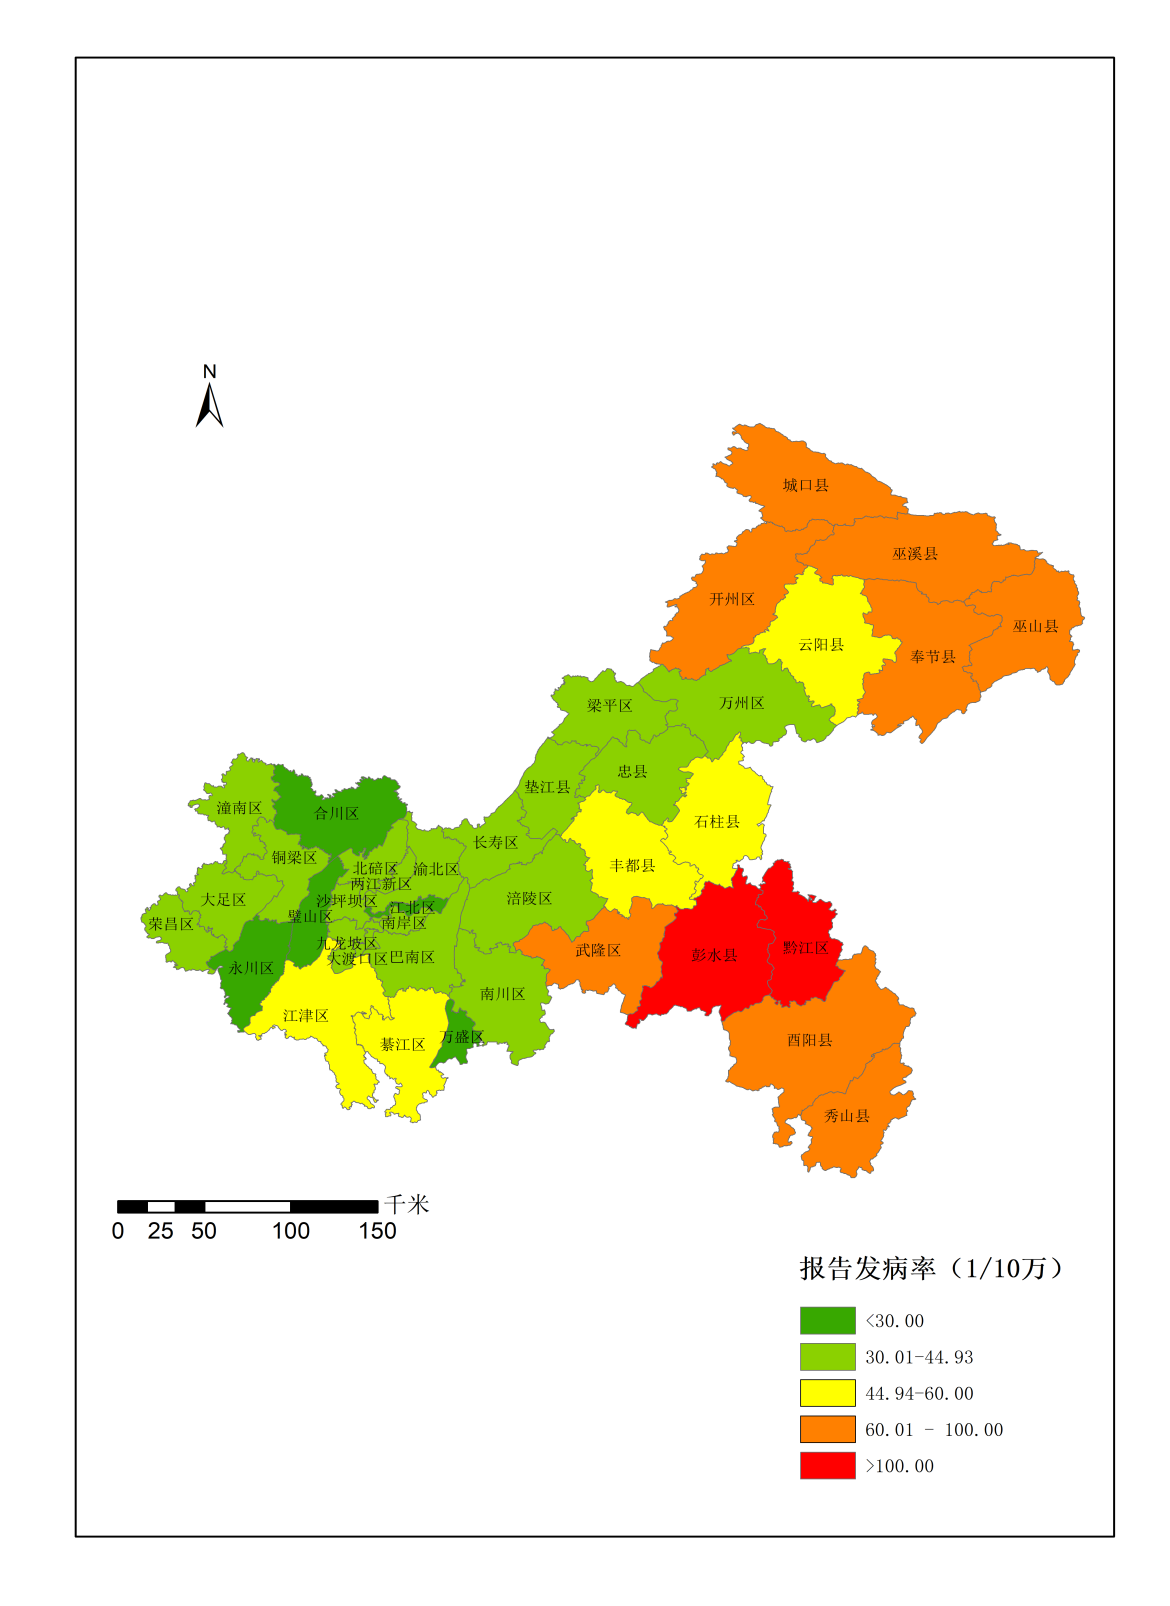 N
城口县
巫溪县
开州区
巫山县
云阳县
奉节县
万州区
梁平区
忠县
垫江县
潼南区
合川区
石柱县
长寿区
铜梁区
丰都县
北碚区
渝北区
两江新区
大足区
沙坪坝区
涪陵区
江北区
璧山区
荣昌区
南岸区
九龙坡区
武隆区
黔江区
彭水县
大渡口区
巴南区
永川区
南川区
江津区
万盛区
綦江区
酉阳县
秀山县
千米
0 25 50 100 150
报告发病率（1/10万）
<30.00
30.01-44.93
44.94-60.00
60.01 - 100.00
>100.00